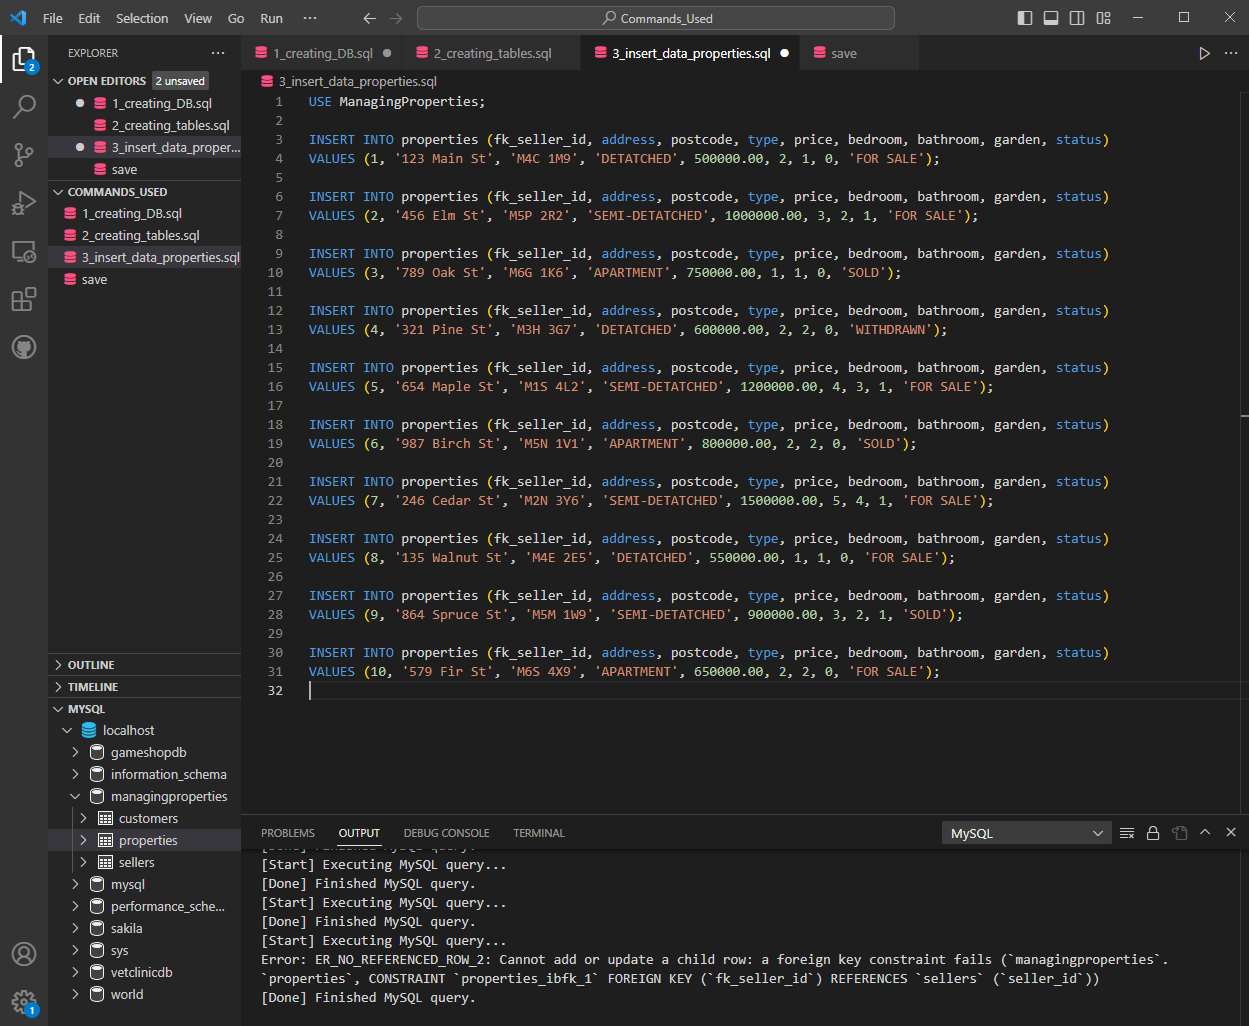 File Edit Selection View Go Run ··· Commands_Used
EXPLORER ···
OPEN EDITORS 2 unsaved
1_creating_DB.sql
2_creating_tables.sql
3_insert_data_proper...
save
COMMANDS_USED
1_creating_DB.sql
2_creating_tables.sql
3_insert_data_properties.sql
save
OUTLINE
TIMELINE
MYSQL
localhost
gameshopdb
information_schema
managingproperties
customers
properties
sellers
mysql
performance_sche...
sakila
sys
vetclinicdb
world
2
1
1_creating_DB.sql 2_creating_tables.sql 3_insert_data_properties.sql save
3_insert_data_properties.sql
1 USE ManagingProperties;
2
3 INSERT INTO properties (fk_seller_id, address, postcode, type, price, bedroom, bathroom, garden, status)
4 VALUES (1, '123 Main St', 'M4C 1M9', 'DETATCHED', 500000.00, 2, 1, 0, 'FOR SALE');
5
6 INSERT INTO properties (fk_seller_id, address, postcode, type, price, bedroom, bathroom, garden, status)
7 VALUES (2, '456 Elm St', 'M5P 2R2', 'SEMI-DETATCHED', 1000000.00, 3, 2, 1, 'FOR SALE');
8
9 INSERT INTO properties (fk_seller_id, address, postcode, type, price, bedroom, bathroom, garden, status)
10 VALUES (3, '789 Oak St', 'M6G 1K6', 'APARTMENT', 750000.00, 1, 1, 0, 'SOLD');
11
12 INSERT INTO properties (fk_seller_id, address, postcode, type, price, bedroom, bathroom, garden, status)
13 VALUES (4, '321 Pine St', 'M3H 3G7', 'DETATCHED', 600000.00, 2, 2, 0, 'WITHDRAWN');
14
15 INSERT INTO properties (fk_seller_id, address, postcode, type, price, bedroom, bathroom, garden, status)
16 VALUES (5, '654 Maple St', 'M1S 4L2', 'SEMI-DETATCHED', 1200000.00, 4, 3, 1, 'FOR SALE');
17
18 INSERT INTO properties (fk_seller_id, address, postcode, type, price, bedroom, bathroom, garden, status)
19 VALUES (6, '987 Birch St', 'M5N 1V1', 'APARTMENT', 800000.00, 2, 2, 0, 'SOLD');
20
21 INSERT INTO properties (fk_seller_id, address, postcode, type, price, bedroom, bathroom, garden, status)
22 VALUES (7, '246 Cedar St', 'M2N 3Y6', 'SEMI-DETATCHED', 1500000.00, 5, 4, 1, 'FOR SALE');
23
24 INSERT INTO properties (fk_seller_id, address, postcode, type, price, bedroom, bathroom, garden, status)
25 VALUES (8, '135 Walnut St', 'M4E 2E5', 'DETATCHED', 550000.00, 1, 1, 0, 'FOR SALE');
26
27 INSERT INTO properties (fk_seller_id, address, postcode, type, price, bedroom, bathroom, garden, status)
28 VALUES (9, '864 Spruce St', 'M5M 1W9', 'SEMI-DETATCHED', 900000.00, 3, 2, 1, 'SOLD');
29
30 INSERT INTO properties (fk_seller_id, address, postcode, type, price, bedroom, bathroom, garden, status)
31 VALUES (10, '579 Fir St', 'M6S 4X9', 'APARTMENT', 650000.00, 2, 2, 0, 'FOR SALE');
32
PROBLEMS OUTPUT DEBUG CONSOLE TERMINAL MySQL
[Done] Finished MySQL query.
[Start] Executing MySQL query...
[Done] Finished MySQL query.
[Start] Executing MySQL query...
[Done] Finished MySQL query.
[Start] Executing MySQL query...
Error: ER_NO_REFERENCED_ROW_2: Cannot add or update a child row: a foreign key constraint fails (`managingproperties`.
`properties`, CONSTRAINT `properties_ibfk_1` FOREIGN KEY (`fk_seller_id`) REFERENCES `sellers` (`seller_id`))
[Done] Finished MySQL query.